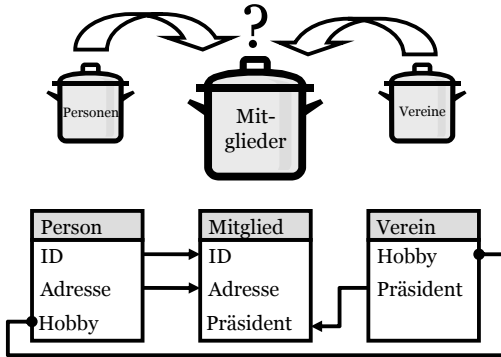 ?
Personen
Mit-
glieder
Vereine
Person
ID
Adresse
Hobby
Mitglied
ID
Adresse
Präsident
Verein
Hobby
Präsident